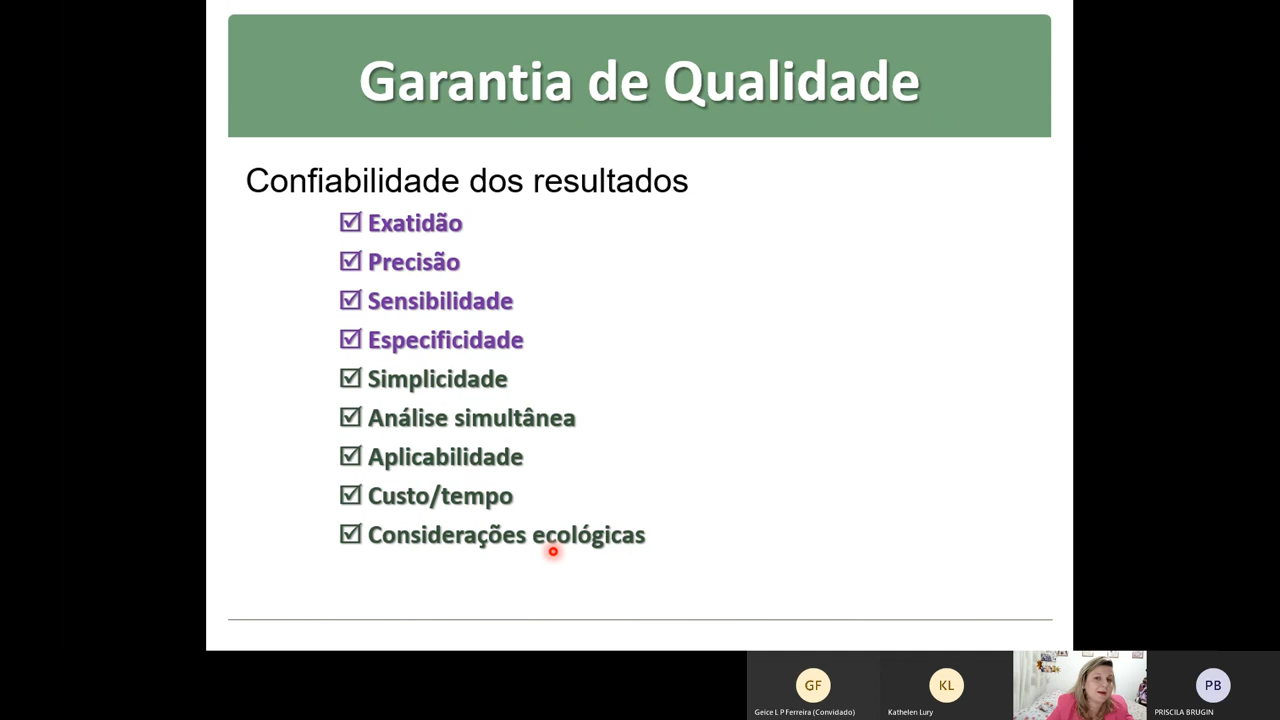 Garantia de Qualidade
Confiabilidade dos resultados
Exatidão
Precisão
Sensibilidade
Especificidade
Simplicidade
Análise simultânea
Aplicabilidade
Custo/tempo
Considerações ecológicas
GF
KL
PB
Geice L P Ferreira (Convidado)
Kathelen Lury
PRISCILA BRUGIN